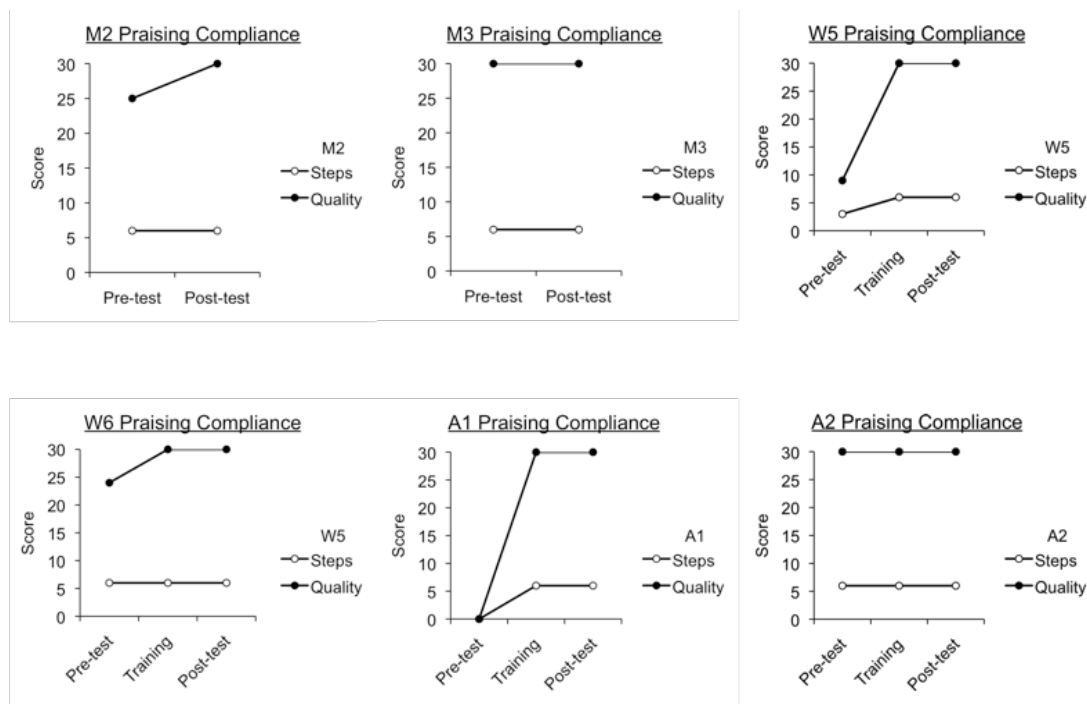 M2 Praising Compliance
30
25
20
15
10
5
0
Score
Pre-test
Post-test
M2
Steps
Quality
M3 Praising Compliance
30
25
20
15
10
5
0
Score
Pre-test
Post-test
M3
Steps
Quality
W5 Praising Compliance
30
25
20
15
10
5
0
Score
Pre-test
Training
Post-test
W5
Steps
Quality
W6 Praising Compliance
30
25
20
15
10
5
0
Score
Pre-test
Training
Post-test
W5
Steps
Quality
A1 Praising Compliance
30
25
20
15
10
5
0
Score
Pre-test
Training
Post-test
A1
Steps
Quality
A2 Praising Compliance
30
25
20
15
10
5
0
Score
Pre-test
Training
Post-test
A2
Steps
Quality